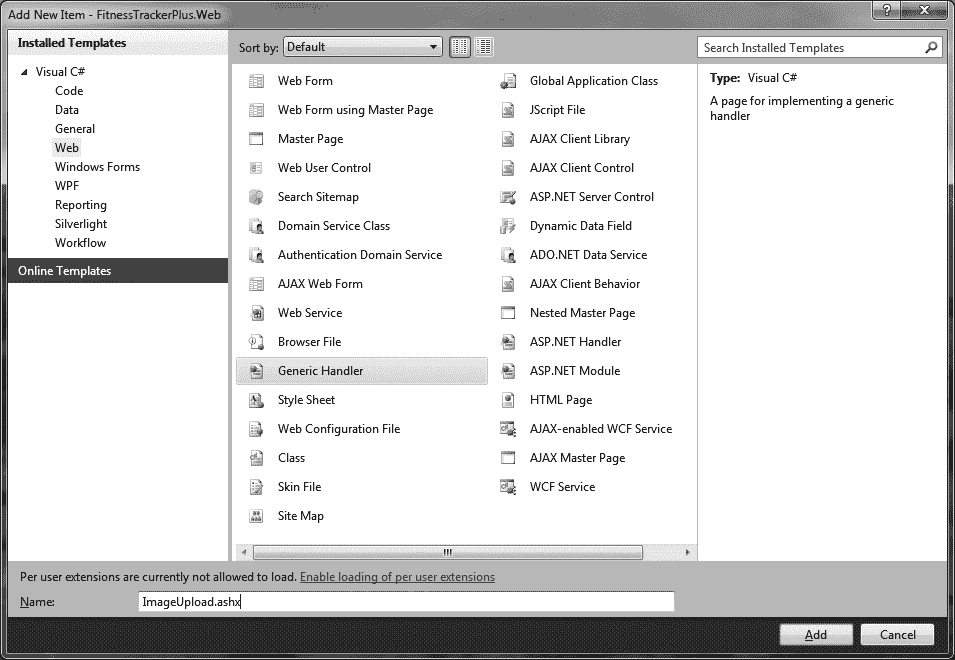 Add New Item - FitnessTrackerPlus.Web
Installed Templates
Visual C#
Code
Data
General
Web
Windows Forms
WPF
Reporting
Silverlight
Workflow
Online Templates
Sort by: Default
Web Form
Web Form using Master Page
Master Page
Web User Control
Search Sitemap
Domain Service Class
Authentication Domain Service
AJAX Web Form
Web Service
Browser File
Generic Handler
Style Sheet
Web Configuration File
Class
Skin File
Site Map
Global Application Class
JScript File
AJAX Client Library
AJAX Client Control
ASP.NET Server Control
Dynamic Data Field
ADO.NET Data Service
AJAX Client Behavior
Nested Master Page
ASP.NET Handler
ASP.NET Module
HTML Page
AJAX-enabled WCF Service
AJAX Master Page
WCF Service
Search Installed Templates
Type: Visual C#
A page for implementing a generic
handler
Per user extensions are currently not allowed to load. Enable loading of per user extensions
Name: ImageUpload.ashx
Add Cancel